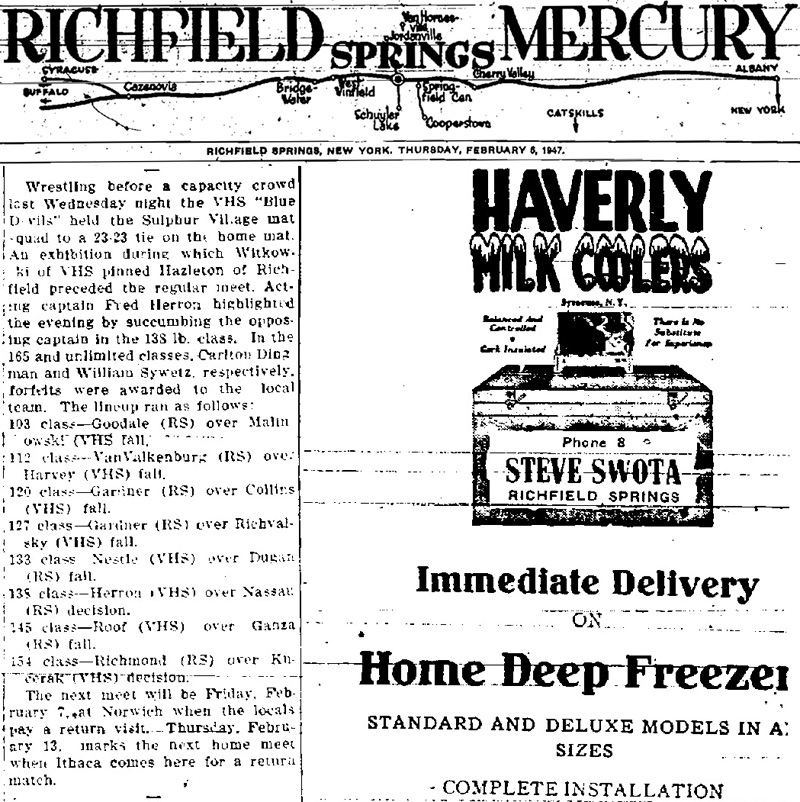 RICHFIELD SPRINGS MERCURY
Van Hornes-
ville
Jordanville
SYRACUSE
BUFFALO
Cazenovia
Bridge-
Water
West
Winfield
Schuyler
Lake
Spring-
field Cen.
Cooperstown
Cherry Valley
CATSKILLS
ALBANY
NEW YORK
RICHFIELD SPRINGS, NEW YORK. THURSDAY, FEBRUARY 6, 1947.
Wrestling before a capacity crowd
last Wednesday night the VHS "Blue
D vils" held the Sulphur Village mat
squad to a 23-23 tie on the home mat.
An exhibition during which Witkow-
ki of VHS pinned Hazleton of Rich-
field preceded the regular meet. Act-
ing captain Fred Herron highlighted
the evening by succumbing the oppos-
ing captain in the 138 lb. class. In the
165 and unlimited classes, Carlton Ding
man and William Sywetz, respectively,
forfeits were awarded to the local
team. The lineup ran as follows:
103 class—Goodale (RS) over Malin
owski (VHS fall.
112 class—VanValkenburg (RS) over
Harvey (VHS) fall.
120 class—Gardner (RS) over Collins
(VHS) fall.
127 class—Gardner (RS) over Richval-
sky (VHS) fall.
133 class Nestle (VHS) over Dugan
(RS) fall.
138 class—Herron (VHS) over Nassau
(RS) decision.
145 class—Roof (VHS) over Ganza
(RS) fall.
154 class—Richmond (RS) over Ku-
cerak (VHS) decision.
The next meet will be Friday, Feb-
ruary 7, at Norwich when the locals
pay a return visit. Thursday, Febru-
ary 13, marks the next home meet
when Ithaca comes here for a return
match.
HAVERLY
MILK COOLERS
Syracuse, N. Y.
Balanced And
Controlled
Cork Insulated
There Is No
Substitute
for Experience
Phone 8
STEVE SWOTA
RICHFIELD SPRINGS
Immediate Delivery
ON
Home Deep Freezer
STANDARD AND DELUXE MODELS IN A
SIZES
- COMPLETE INSTALLATION